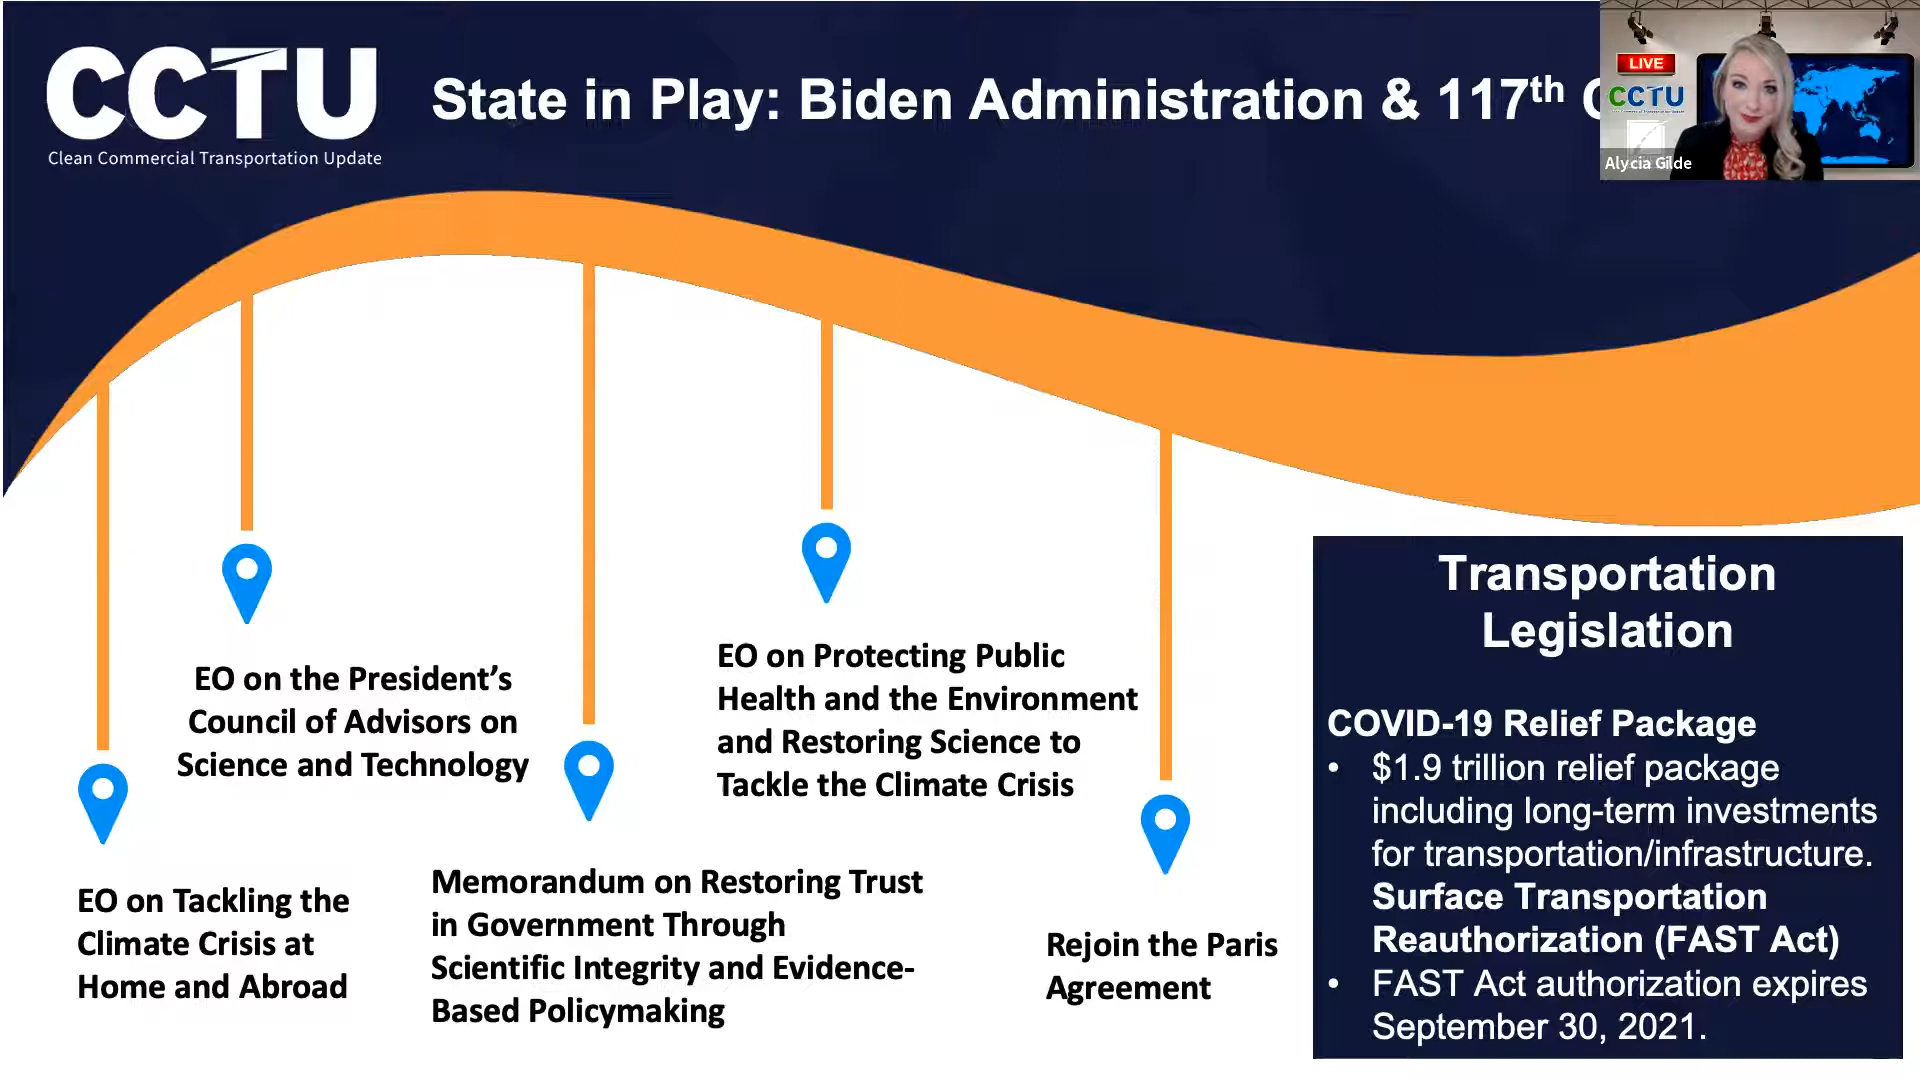 CCTU
Clean Commercial Transportation Update
State in Play: Biden Administration & 117th
LIVE
CCTU
Alycia Gilde
EO on the President’s
Council of Advisors on
Science and Technology
EO on Protecting Public
Health and the Environment
and Restoring Science to
Tackle the Climate Crisis
EO on Tackling the
Climate Crisis at
Home and Abroad
Memorandum on Restoring Trust
in Government Through
Scientific Integrity and Evidence-
Based Policymaking
Rejoin the Paris
Agreement
Transportation
Legislation
COVID-19 Relief Package
• $1.9 trillion relief package
including long-term investments
for transportation/infrastructure.
Surface Transportation
Reauthorization (FAST Act)
• FAST Act authorization expires
September 30, 2021.